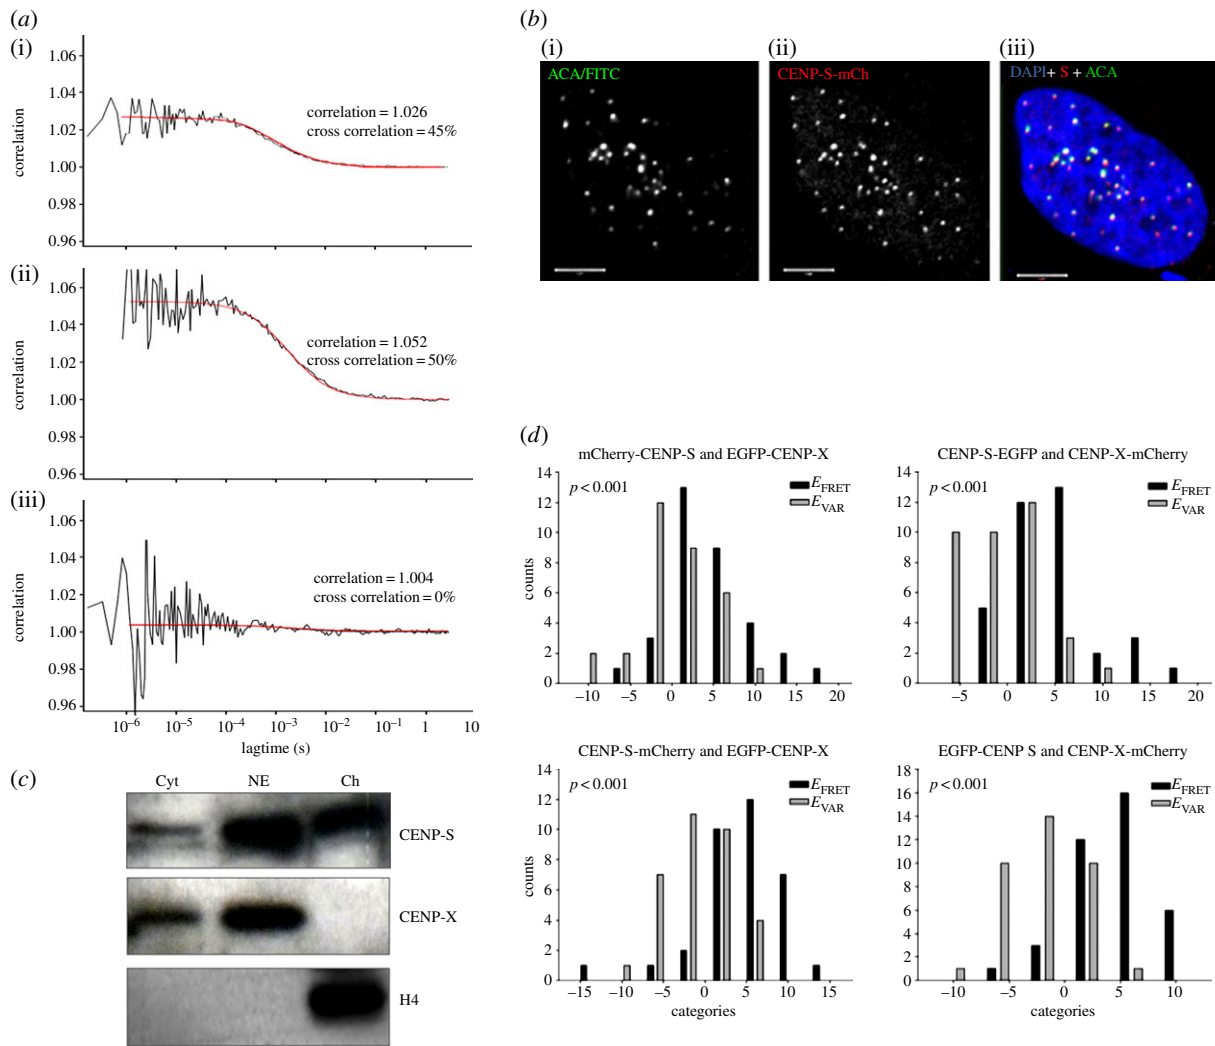 (a)
(i)
1.06
1.04
1.02
1.00
0.98
0.96
correlation
correlation = 1.026
cross correlation = 45%
(ii)
1.06
1.04
1.02
1.00
0.98
0.96
correlation
correlation = 1.052
cross correlation = 50%
(iii)
1.06
1.04
1.02
1.00
0.98
0.96
correlation
correlation = 1.004
cross correlation = 0%
10–6 10–5 10–4 10–3 10–2 10–1 1 10
lagtime (s)
(b)
(i) (ii) (iii)
ACA/FITC CENP-S-mCh DAPI+ S + ACA
(c)
Cyt NE Ch
CENP-S
CENP-X
H4
(d)
mCherry-CENP-S and EGFP-CENP-X
p < 0.001
EFRET
EVAR
14
12
10
8
6
4
2
0
counts
–10 –5 0 5 10 15 20
CENP-S-EGFP and CENP-X-mCherry
p < 0.001
EFRET
EVAR
14
12
10
8
6
4
2
0
–5 0 5 10 15 20
CENP-S-mCherry and EGFP-CENP-X
p < 0.001
EFRET
EVAR
14
12
10
8
6
4
2
0
counts
–15 –10 –5 0 5 10 15
categories
EGFP-CENP S and CENP-X-mCherry
p < 0.001
EFRET
EVAR
18
16
14
12
10
8
6
4
2
0
–10 –5 0 5 10
categories